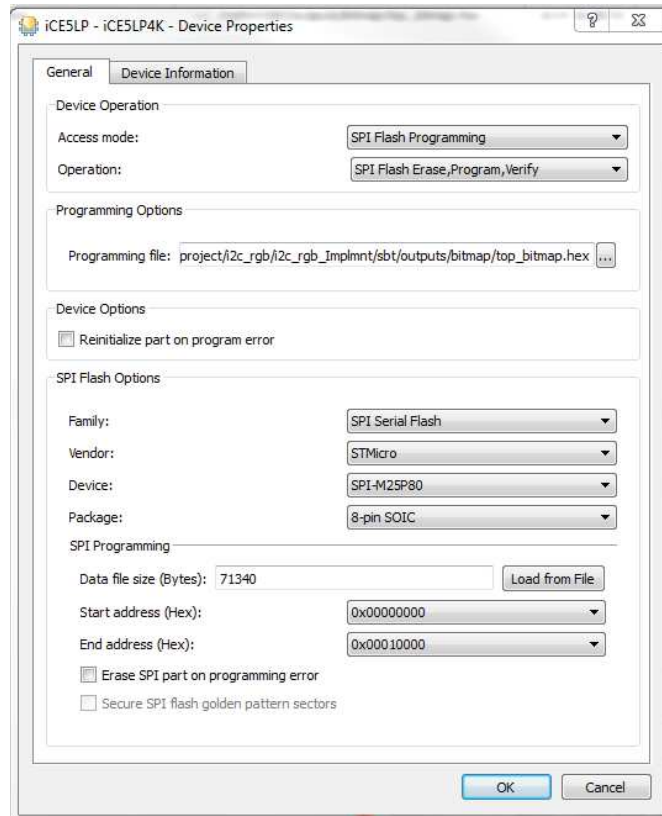 iCE5LP - iCE5LP4K - Device Properties
General Device Information
Device Operation
Access mode: SPI Flash Programming
Operation: SPI Flash Erase,Program,Verify
Programming Options
Programming file: project/i2c_rgb/i2c_rgb_Implmnt/sbt/outputs/bitmap/top_bitmap.hex ...
Device Options
Reinitialize part on program error
SPI Flash Options
Family: SPI Serial Flash
Vendor: STMicro
Device: SPI-M25P80
Package: 8-pin SOIC
SPI Programming
Data file size (Bytes): 71340 Load from File
Start address (Hex): 0x00000000
End address (Hex): 0x00010000
Erase SPI part on programming error
Secure SPI flash golden pattern sectors
OK Cancel